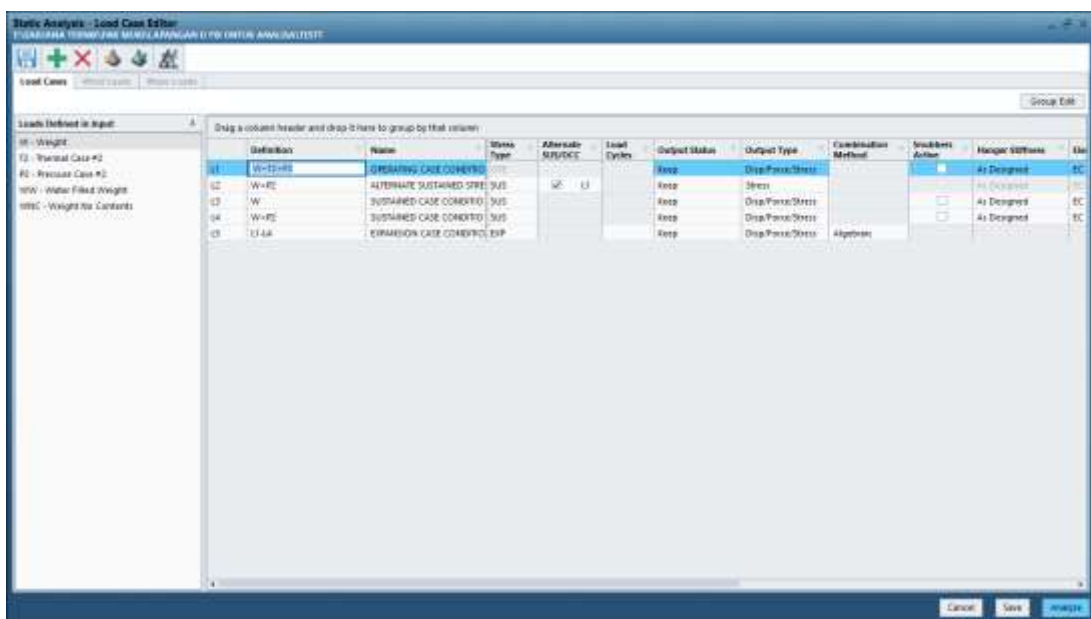 Static Analysis - Load Case Editor
Load Cases
Group Edit
Loads Defined in Input
Drag a column header and drop it here to group by that column
W - Weight
T2 - Thermal Case #2
P2 - Pressure Case #2
WW - Water Filled Weight
WNC - Weight No Contents
Definition Name Stress Type Alternate SUS/OCC Load Cycles Output Status Output Type Combination Method Snubbers Active Hanger Stiffness
L1 W+T2+P2 OPERATING CASE CONDITIO Keep Disp/Force/Stress As Designed
L2 W+P2 ALTERNATE SUSTAINED STRE SUS L1 Keep Stress As Designed
L3 W SUSTAINED CASE CONDITIO SUS Keep Disp/Force/Stress As Designed
L4 W+P2 SUSTAINED CASE CONDITIO SUS Keep Disp/Force/Stress As Designed
L5 L1-L4 EXPANSION CASE CONDITIO EXP Keep Disp/Force/Stress Algebraic
Cancel Save Analyze